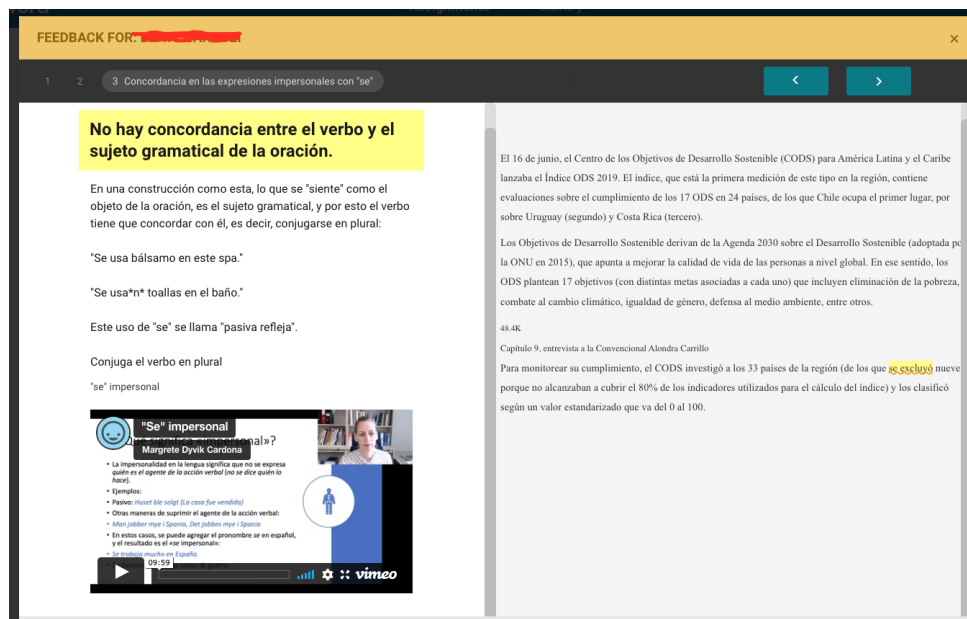 FEEDBACK FOR:
×
1 2 3 Concordancia en las expresiones impersonales con "se"
No hay concordancia entre el verbo y el
sujeto gramatical de la oración.
En una construcción como esta, lo que se "siente" como el
objeto de la oración, es el sujeto gramatical, y por esto el verbo
tiene que concordar con él, es decir, conjugarse en plural:
"Se usa bálsamo en este spa."
"Se usa*n* toallas en el baño."
Este uso de "se" se llama "pasiva refleja".
Conjuga el verbo en plural
"se" impersonal
"Se" impersonal
Qué significa «impersonal»?
Margrete Dyvik Cardona
• La impersonalidad en la lengua significa que no se expresa
quién es el agente de la acción verbal (no se dice quién lo
hace).
• Ejemplos:
• Pasivo: Huset ble solgt (La casa fue vendida)
• Otras maneras de suprimir el agente de la acción verbal:
• Man jobber mye i Spania, Det jobbes mye i Spania
• En estos casos, se puede agregar el pronombre se en español,
y el resultado es el «se impersonal»:
• Se trabaja mucho en España.
09:59
vimeo
El 16 de junio, el Centro de los Objetivos de Desarrollo Sostenible (CODS) para América Latina y el Caribe
lanzaba el Índice ODS 2019. El índice, que está la primera medición de este tipo en la región, contiene
evaluaciones sobre el cumplimiento de los 17 ODS en 24 países, de los que Chile ocupa el primer lugar, por
sobre Uruguay (segundo) y Costa Rica (tercero).
Los Objetivos de Desarrollo Sostenible derivan de la Agenda 2030 sobre el Desarrollo Sostenible (adoptada po
la ONU en 2015), que apunta a mejorar la calidad de vida de las personas a nivel global. En ese sentido, los
ODS plantean 17 objetivos (con distintas metas asociadas a cada uno) que incluyen eliminación de la pobreza,
combate al cambio climático, igualdad de género, defensa al medio ambiente, entre otros.
48.4K
Capítulo 9, entrevista a la Convencional Alondra Carrillo
Para monitorear su cumplimiento, el CODS investigó a los 33 países de la región (de los que se excluyó nueve
porque no alcanzaban a cubrir el 80% de los indicadores utilizados para el cálculo del índice) y los clasificó
según un valor estandarizado que va del 0 al 100.